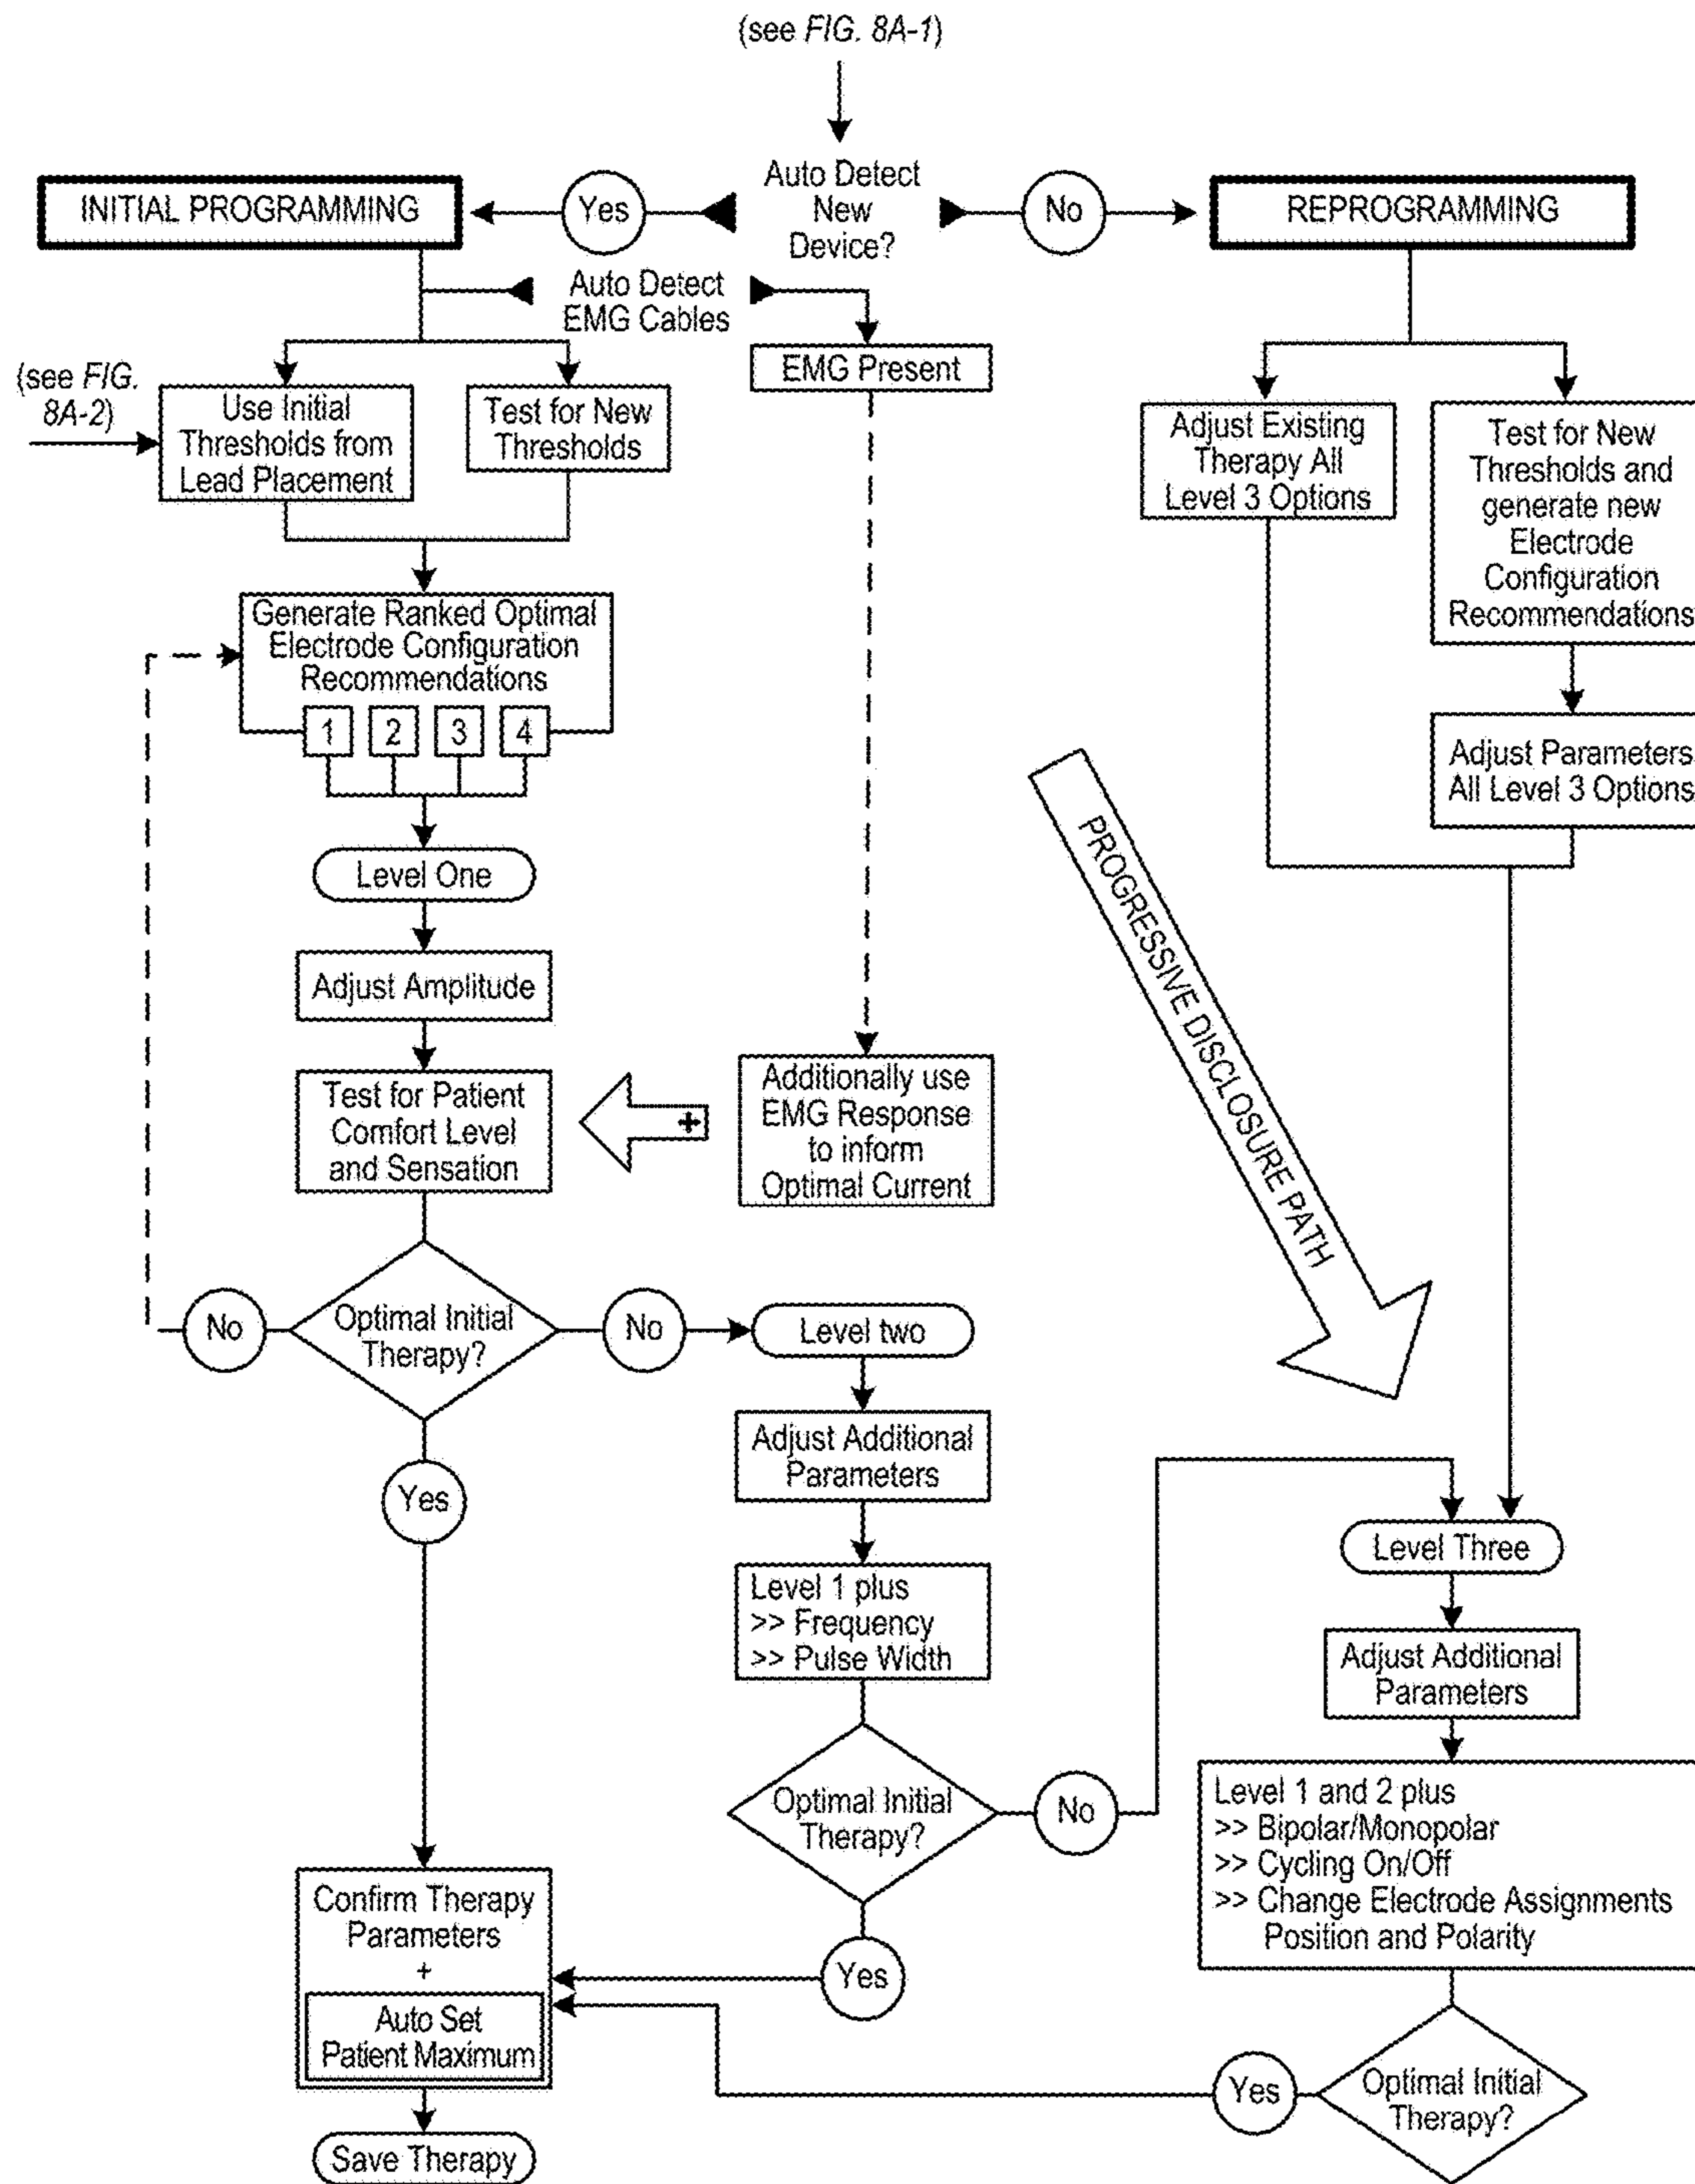 (see FIG. 8A-1)
Auto Detect
New
Device?
Yes
No
INITIAL PROGRAMMING
REPROGRAMMING
Auto Detect
EMG Cables
(see FIG.
8A-2)
Use Initial
Thresholds from
Lead Placement
Test for New
Thresholds
EMG Present
Adjust Existing
Therapy All
Level 3 Options
Test for New
Thresholds and
generate new
Electrode
Configuration
Recommendations
Generate Ranked Optimal
Electrode Configuration
Recommendations
1 2 3 4
Adjust Parameters
All Level 3 Options
Level One
Adjust Amplitude
Test for Patient
Comfort Level
and Sensation
+
Additionally use
EMG Response
to inform
Optimal Current
PROGRESSIVE DISCLOSURE PATH
No
Optimal Initial
Therapy?
No
Yes
Level two
Adjust Additional
Parameters
Level 1 plus
>> Frequency
>> Pulse Width
Optimal Initial
Therapy?
No
Yes
Level Three
Adjust Additional
Parameters
Level 1 and 2 plus
>> Bipolar/Monopolar
>> Cycling On/Off
>> Change Electrode Assignments
Position and Polarity
Optimal Initial
Therapy?
Yes
Confirm Therapy
Parameters
+
Auto Set
Patient Maximum
Save Therapy